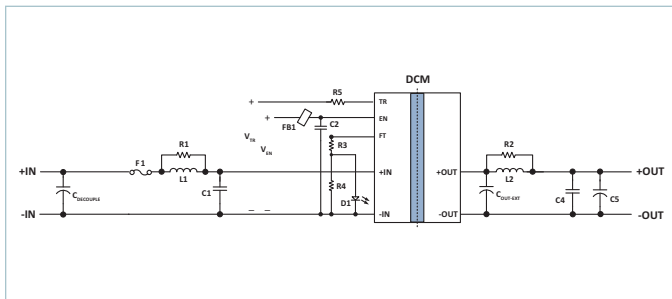 DCM
R5
+
TR
+
EN
FB1
C2
FT
V_TR
V_EN
R3
R1
R2
F1
+IN
+IN
+OUT
+OUT
L1
L2
C_DECOUPLE
C1
R4
C_OUT-EXT
C4
C5
D1
-IN
– –
-IN
-OUT
-OUT